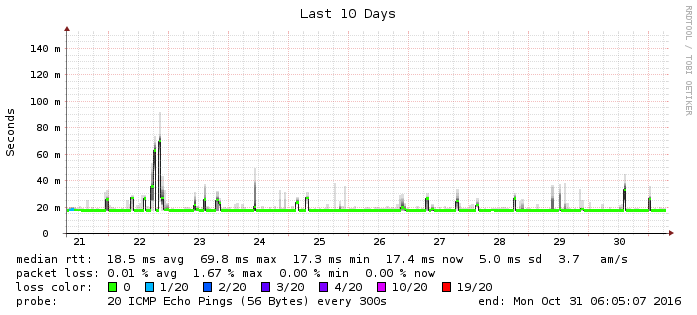 Last 10 Days
RRDTOOL / TOBI OETIKER
Seconds
140 m
120 m
100 m
80 m
60 m
40 m
20 m
0
21 22 23 24 25 26 27 28 29 30
median rtt: 18.5 ms avg 69.8 ms max 17.3 ms min 17.4 ms now 5.0 ms sd 3.7 am/s
packet loss: 0.01 % avg 1.67 % max 0.00 % min 0.00 % now
loss color: 0 1/20 2/20 3/20 4/20 10/20 19/20
probe: 20 ICMP Echo Pings (56 Bytes) every 300s end: Mon Oct 31 06:05:07 2016